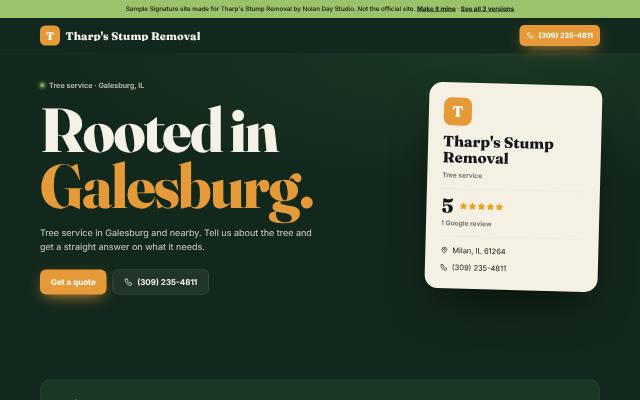 Sample Signature site made for Tharp's Stump Removal by Nolan Day Studio. Not the official site. Make it mine · See all 3 versions
T Tharp's Stump Removal
(309) 235-4811
Tree service · Galesburg, IL
Rooted in
Galesburg.
Tree service in Galesburg and nearby. Tell us about the tree and
get a straight answer on what it needs.
Get a quote
(309) 235-4811
T
Tharp's Stump
Removal
Tree service
5 ★★★★★
1 Google review
Milan, IL 61264
(309) 235-4811